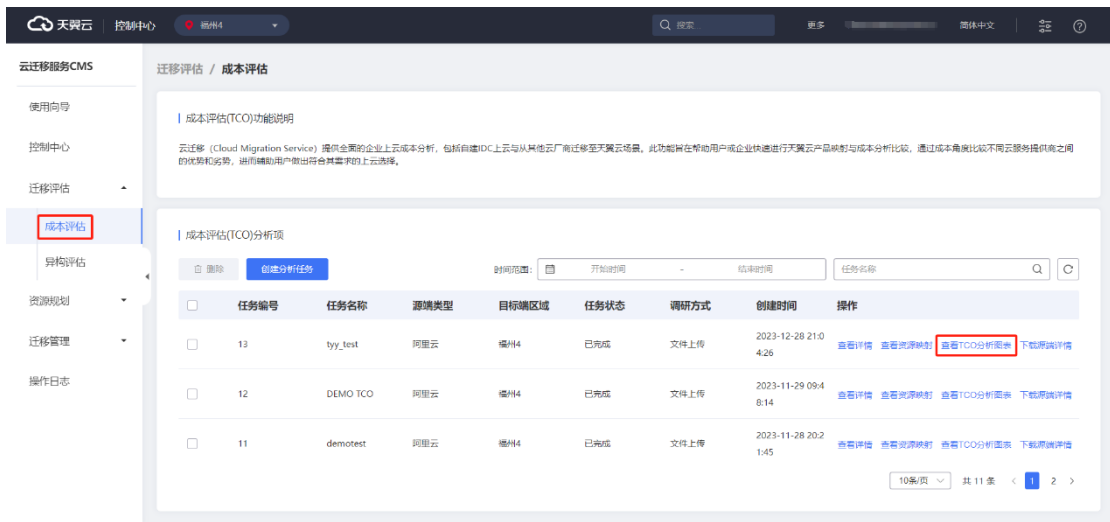 天翼云 控制中心 福州4 搜索... 更多 简体中文
云迁移服务CMS
使用向导
控制中心
迁移评估
成本评估
异构评估
资源规划
迁移管理
操作日志
迁移评估 / 成本评估
成本评估(TCO)功能说明
云迁移（Cloud Migration Service）提供全面的企业上云成本分析，包括自建IDC上云与从其他云厂商迁移至天翼云场景。此功能旨在帮助用户或企业快速进行天翼云产品映射与成本分析比较，通过成本角度比较不同云服务提供商之间
的优势和劣势，进而辅助用户做出符合其需求的上云选择。
成本评估(TCO)分析项
删除 创建分析任务 时间范围: 开始时间 - 结束时间 任务名称
任务编号 任务名称 源端类型 目标端区域 任务状态 调研方式 创建时间 操作
13 tyy_test 阿里云 福州4 已完成 文件上传 2023-12-28 21:0
4:26 查看详情 查看资源映射 查看TCO分析图表 下载源端详情
12 DEMO TCO 阿里云 福州4 已完成 文件上传 2023-11-29 09:4
8:14 查看详情 查看资源映射 查看TCO分析图表 下载源端详情
11 demotest 阿里云 福州4 已完成 文件上传 2023-11-28 20:2
1:45 查看详情 查看资源映射 查看TCO分析图表 下载源端详情
10条/页 共 11 条 < 1 2 >